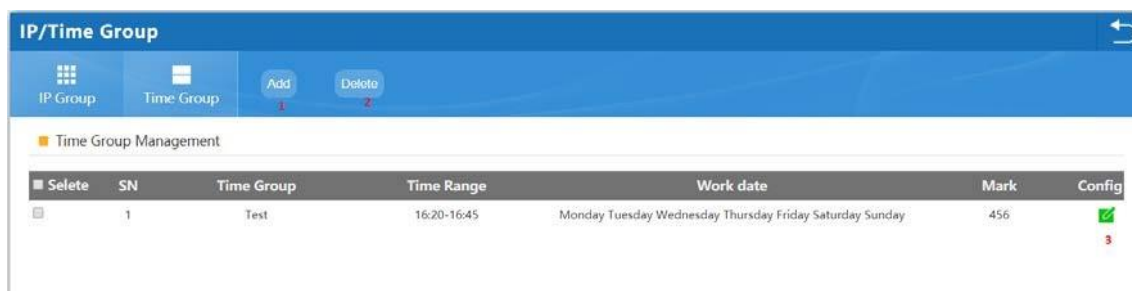 IP/Time Group
IP Group Time Group Add Delete
1 2
Time Group Management
Selete SN Time Group Time Range Work date Mark Config
1 Test 16:20-16:45 Monday Tuesday Wednesday Thursday Friday Saturday Sunday 456
3